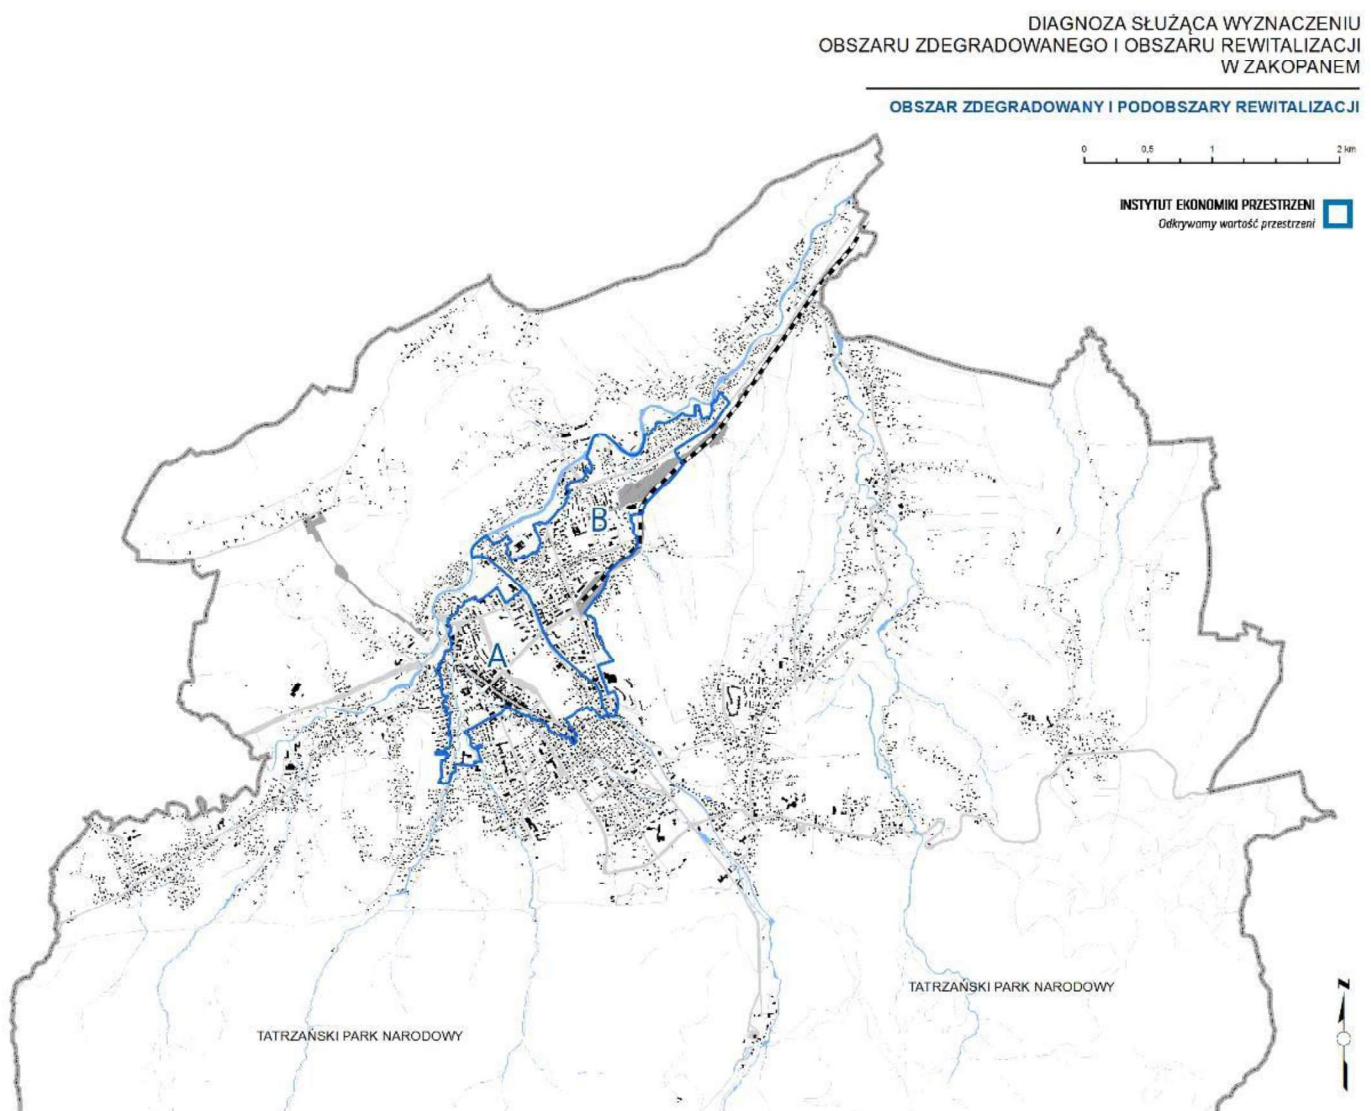 DIAGNOZA SŁUŻĄCA WYZNACZENIU
OBSZARU ZDEGRADOWANEGO I OBSZARU REWITALIZACJI
W ZAKOPANEM
OBSZAR ZDEGRADOWANY I PODOBSZARY REWITALIZACJI
0 0,5 1 2 km
INSTYTUT EKONOMIKI PRZESTRZENI
Odkrywamy wartość przestrzeni
B
A
TATRZAŃSKI PARK NARODOWY
TATRZAŃSKI PARK NARODOWY
N